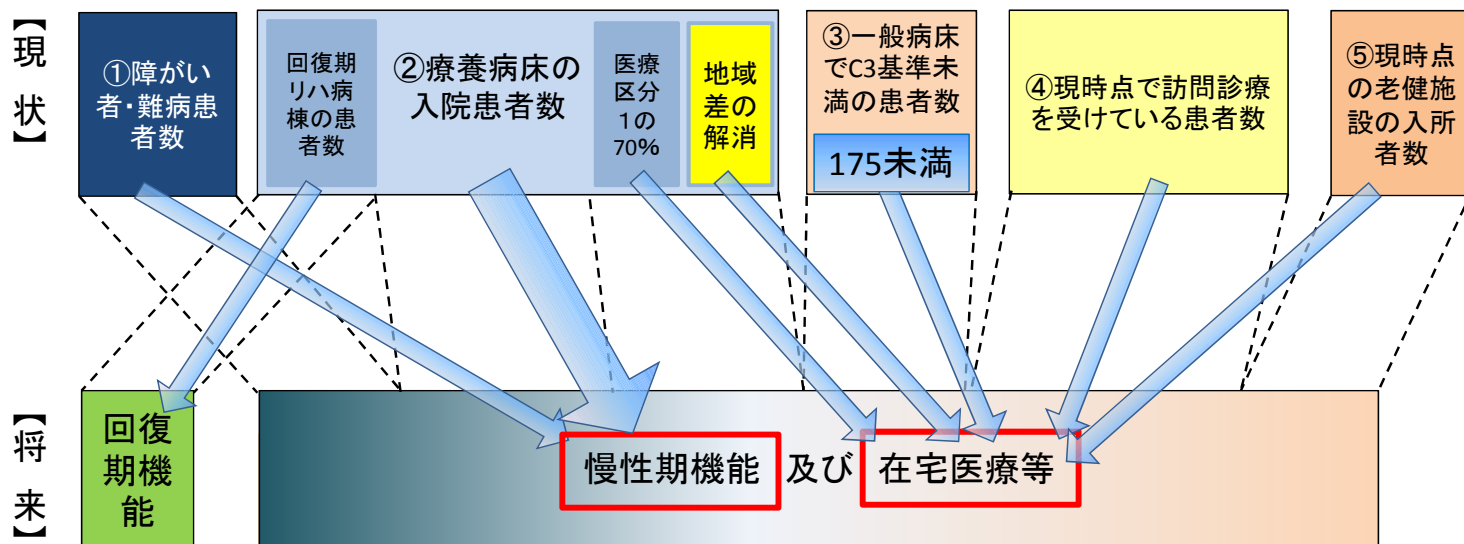 【現状】
①障がい
者・難病患
者数
回復期
リハ病
棟の患
者数
②療養病床の
入院患者数
医療
区分
1の
70%
地域
差の
解消
③一般病床
でC3基準未
満の患者数
175未満
④現時点で訪問診療
を受けている患者数
⑤現時点
の老健施
設の入所
者数
【将来】
回復
期機
能
慢性期機能 及び 在宅医療等